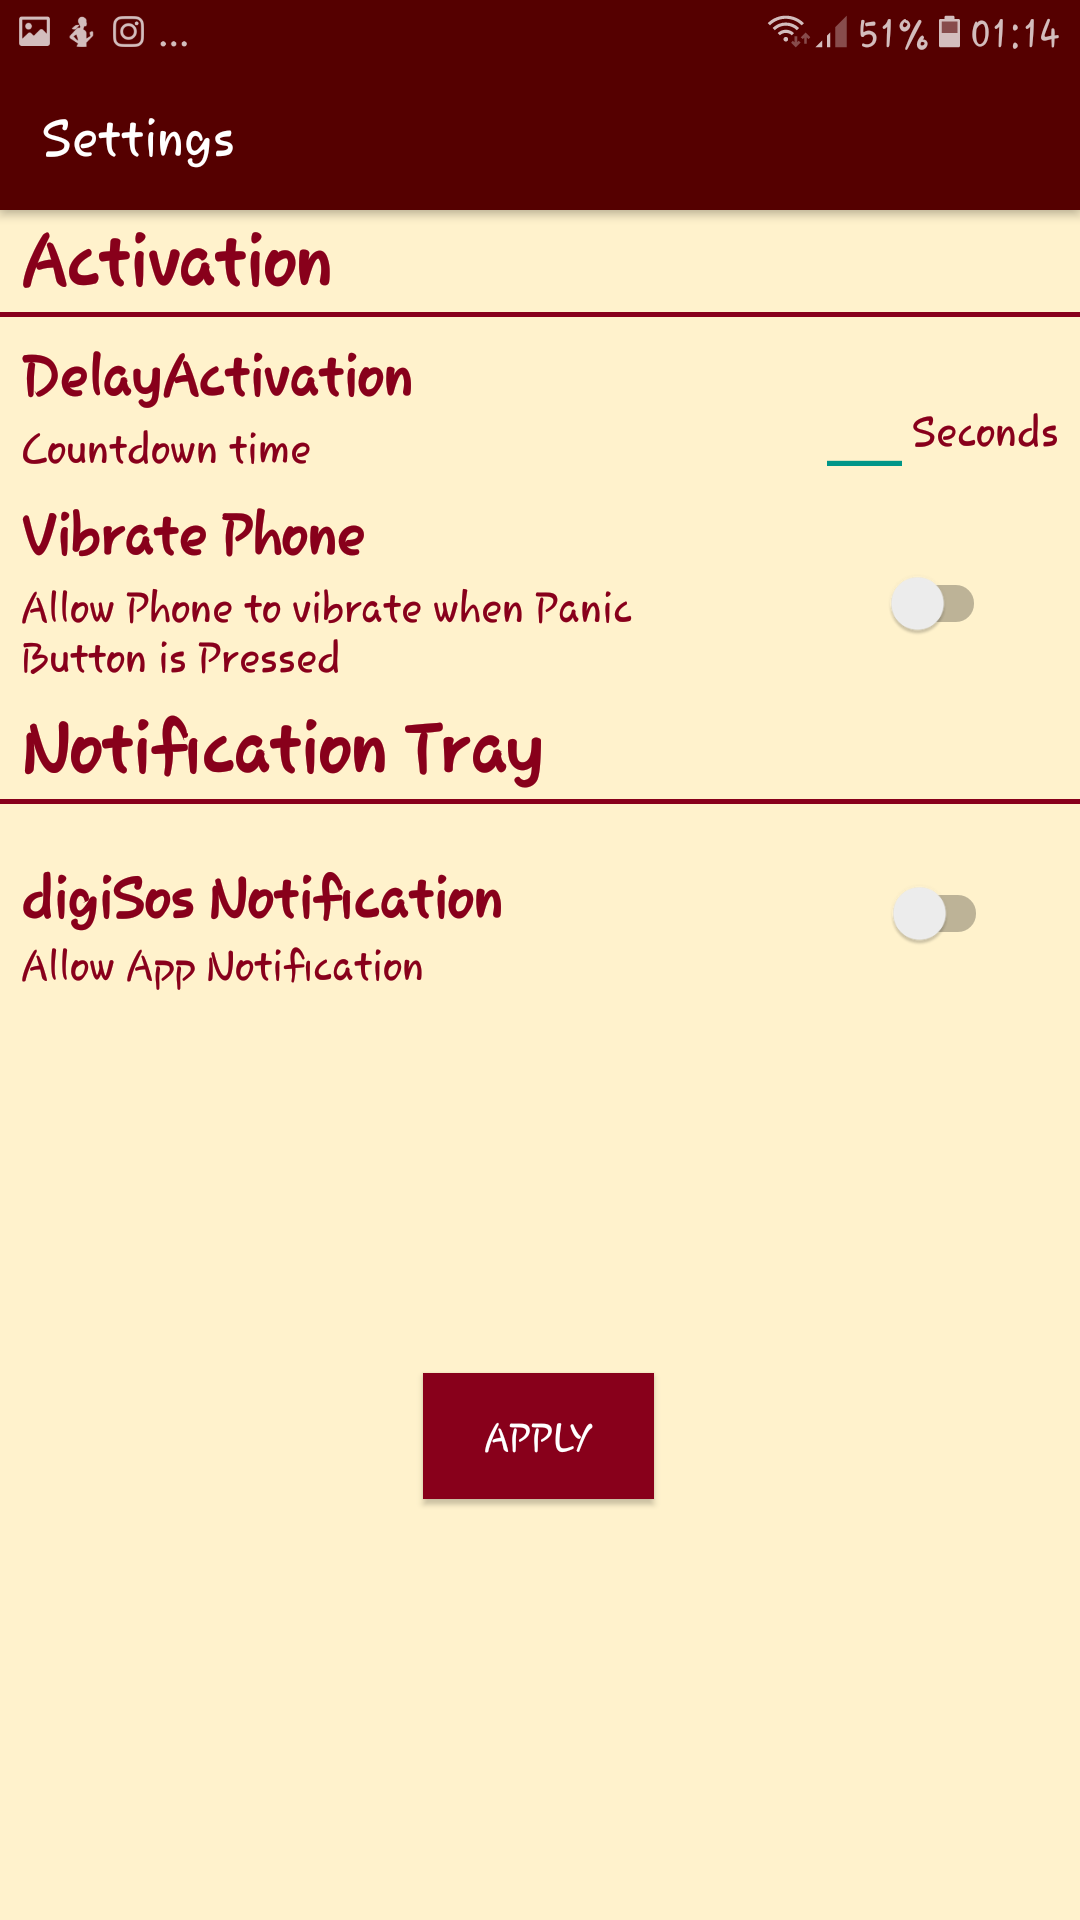 ... 51% 01:14
Settings
Activation
DelayActivation
Countdown time
Seconds
Vibrate Phone
Allow Phone to vibrate when Panic
Button is Pressed
Notification Tray
digiSos Notification
Allow App Notification
APPLY